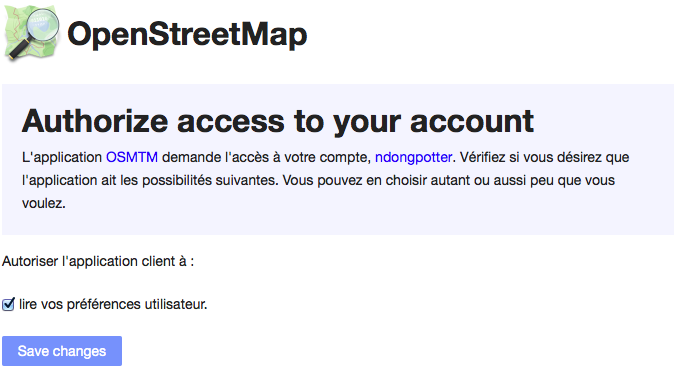 OpenStreetMap
Authorize access to your account
L'application OSMTM demande l'accès à votre compte, ndongpotter. Vérifiez si vous désirez que
l'application ait les possibilités suivantes. Vous pouvez en choisir autant ou aussi peu que vous
voulez.
Autoriser l'application client à :
lire vos préférences utilisateur.
Save changes